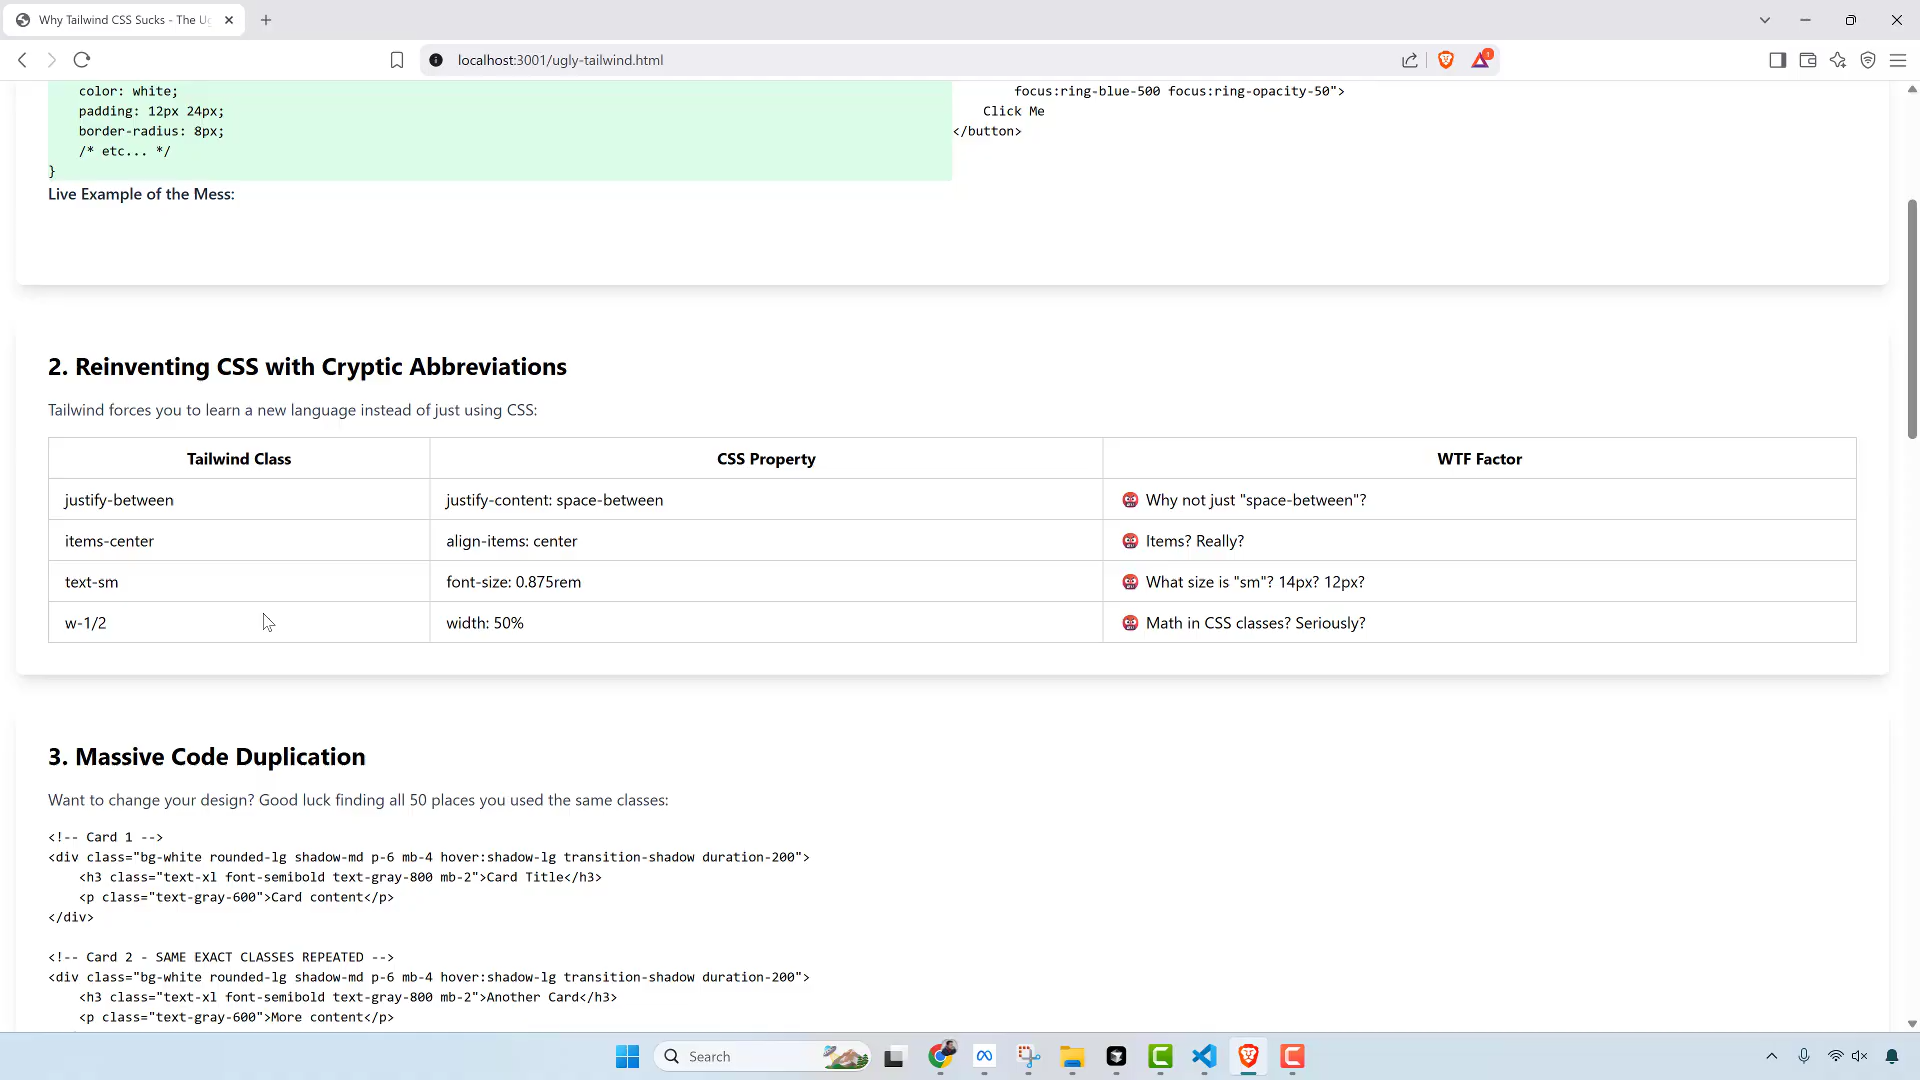 Why Tailwind CSS Sucks - The Ug
localhost:3001/ugly-tailwind.html
1
color: white;
padding: 12px 24px;
border-radius: 8px;
/* etc... */
}
focus:ring-blue-500 focus:ring-opacity-50">
Click Me
</button>
Live Example of the Mess:
2. Reinventing CSS with Cryptic Abbreviations
Tailwind forces you to learn a new language instead of just using CSS:
Tailwind Class CSS Property WTF Factor
justify-between justify-content: space-between 🤬 Why not just "space-between"?
items-center align-items: center 🤬 Items? Really?
text-sm font-size: 0.875rem 🤬 What size is "sm"? 14px? 12px?
w-1/2 width: 50% 🤬 Math in CSS classes? Seriously?
3. Massive Code Duplication
Want to change your design? Good luck finding all 50 places you used the same classes:
<!-- Card 1 -->
<div class="bg-white rounded-lg shadow-md p-6 mb-4 hover:shadow-lg transition-shadow duration-200">
<h3 class="text-xl font-semibold text-gray-800 mb-2">Card Title</h3>
<p class="text-gray-600">Card content</p>
</div>
<!-- Card 2 - SAME EXACT CLASSES REPEATED -->
<div class="bg-white rounded-lg shadow-md p-6 mb-4 hover:shadow-lg transition-shadow duration-200">
<h3 class="text-xl font-semibold text-gray-800 mb-2">Another Card</h3>
<p class="text-gray-600">More content</p>
Search